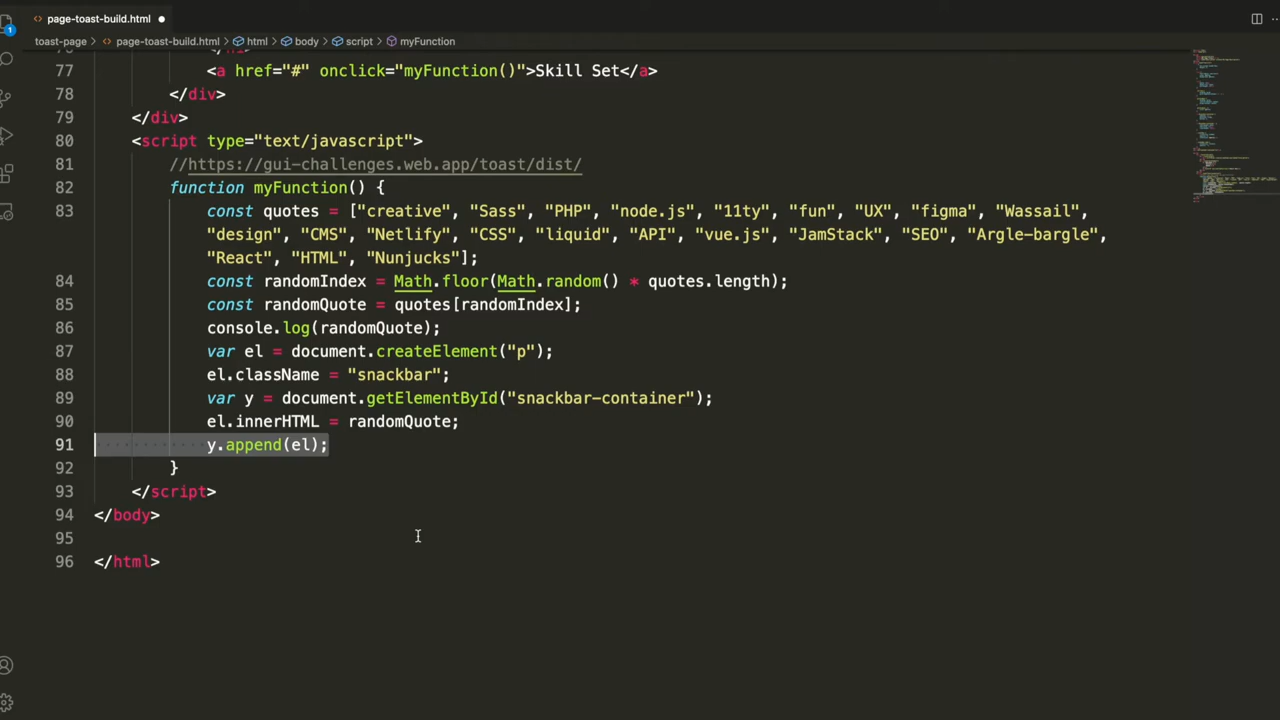 page-toast-build.html
toast-page > page-toast-build.html > html > body > script > myFunction
77 <a href="#" onclick="myFunction()">Skill Set</a>
78 </div>
79 </div>
80 <script type="text/javascript">
81 //https://gui-challenges.web.app/toast/dist/
82 function myFunction() {
83 const quotes = ["creative", "Sass", "PHP", "node.js", "11ty", "fun", "UX", "figma", "Wassail",
"design", "CMS", "Netlify", "CSS", "liquid", "API", "vue.js", "JamStack", "SEO", "Argle-bargle",
"React", "HTML", "Nunjucks"];
84 const randomIndex = Math.floor(Math.random() * quotes.length);
85 const randomQuote = quotes[randomIndex];
86 console.log(randomQuote);
87 var el = document.createElement("p");
88 el.className = "snackbar";
89 var y = document.getElementById("snackbar-container");
90 el.innerHTML = randomQuote;
91 y.append(el);
92 }
93 </script>
94 </body>
95
96 </html>
1